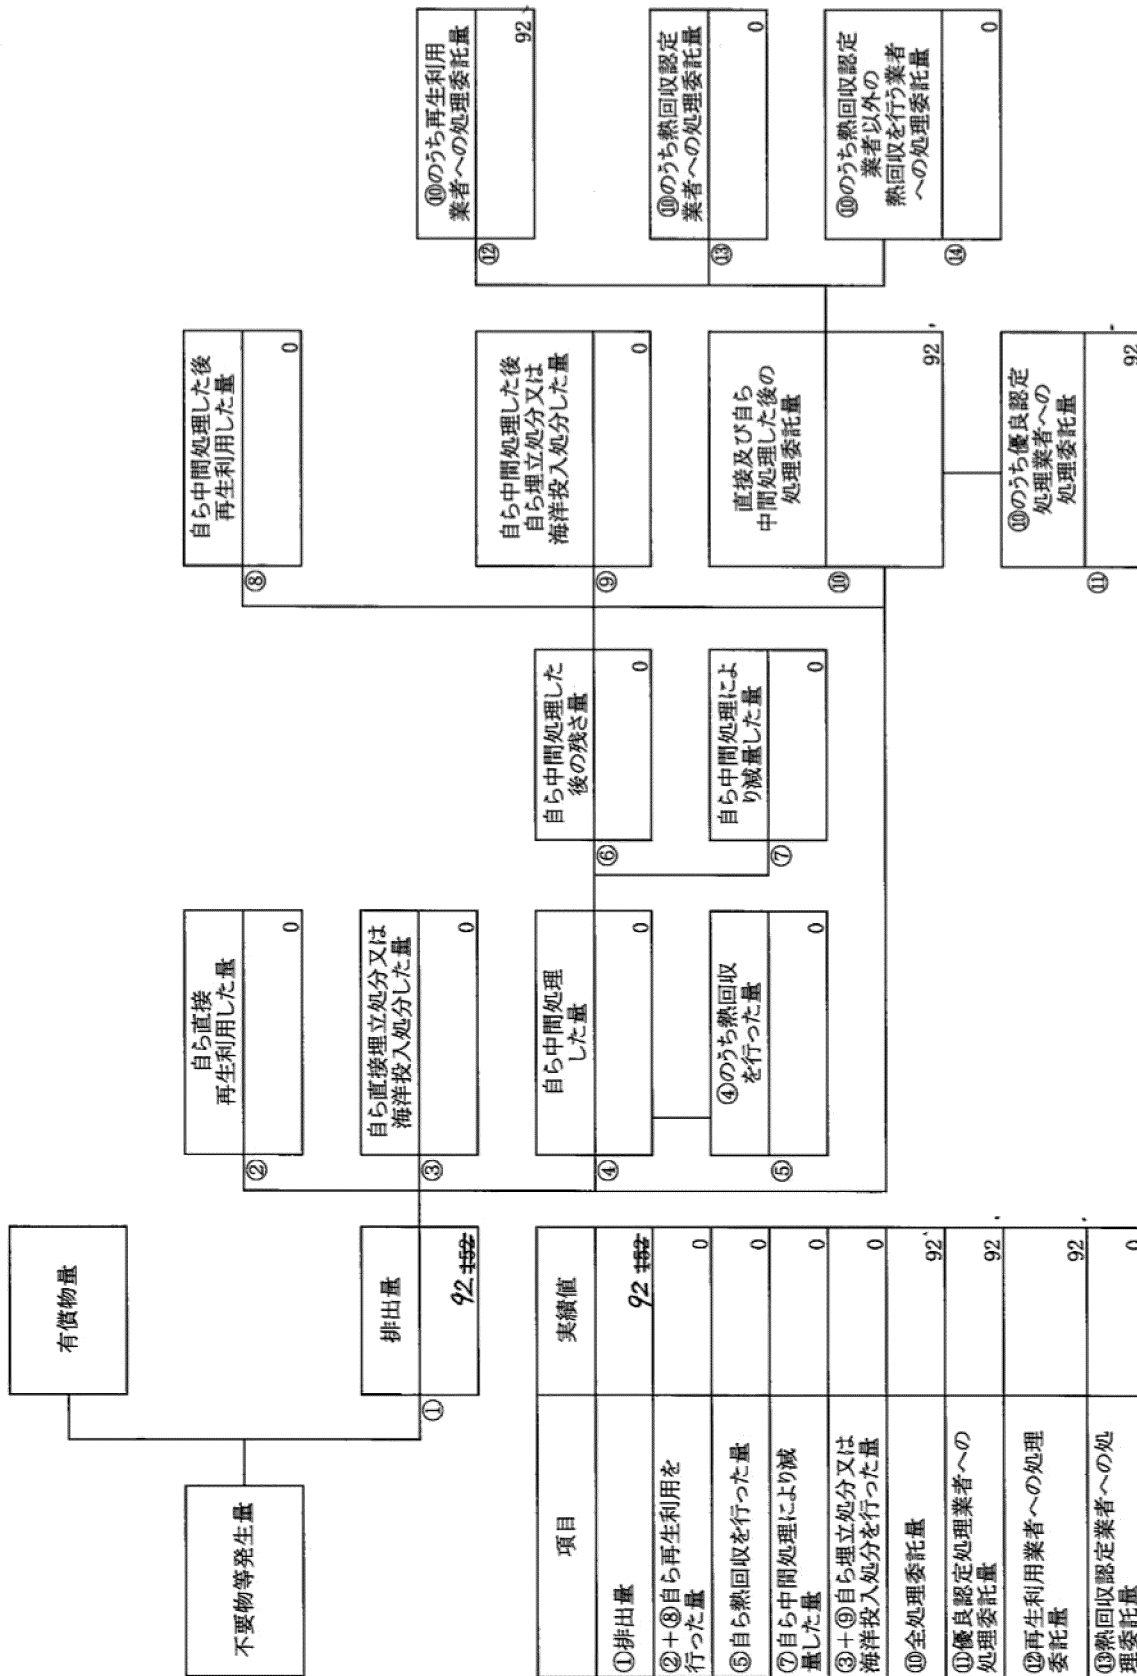 不要物等発生量
有償物量
①
排出量
92 152
②
自ら直接
再生利用した量
0
③
自ら直接埋立処分又は
海洋投入処分した量
0
④
自ら中間処理
した量
0
⑤
④のうち熱回収
を行った量
0
⑥
自ら中間処理した
後の残さ量
0
⑦
自ら中間処理によ
り減量した量
0
⑧
自ら中間処理した後
再生利用した量
0
⑨
自ら中間処理した後
自ら埋立処分又は
海洋投入処分した量
0
⑩
直接及び自ら
中間処理した後の
処理委託量
92
⑪
⑩のうち優良認定
処理業者への
処理委託量
92
⑫
⑩のうち再生利用
業者への処理委託量
92
⑬
⑩のうち熱回収認定
業者への処理委託量
0
⑭
⑩のうち熱回収認定
業者以外の
熱回収を行う業者
への処理委託量
0
項目 実績値
①排出量 92 152
②+⑧自ら再生利用を
行った量 0
⑤自ら熱回収を行った量 0
⑦自ら中間処理により減
量した量 0
③+⑨自ら埋立処分又は
海洋投入処分を行った量 0
⑩全処理委託量 92
⑪優良認定処理業者への
処理委託量 92
⑫再生利用業者への処理
委託量 92
⑬熱回収認定業者への処
理委託量 0